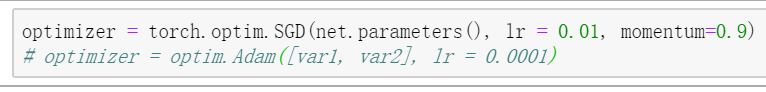 optimizer = torch.optim.SGD(net.parameters(), lr = 0.01, momentum=0.9)
# optimizer = optim.Adam([var1, var2], lr = 0.0001)